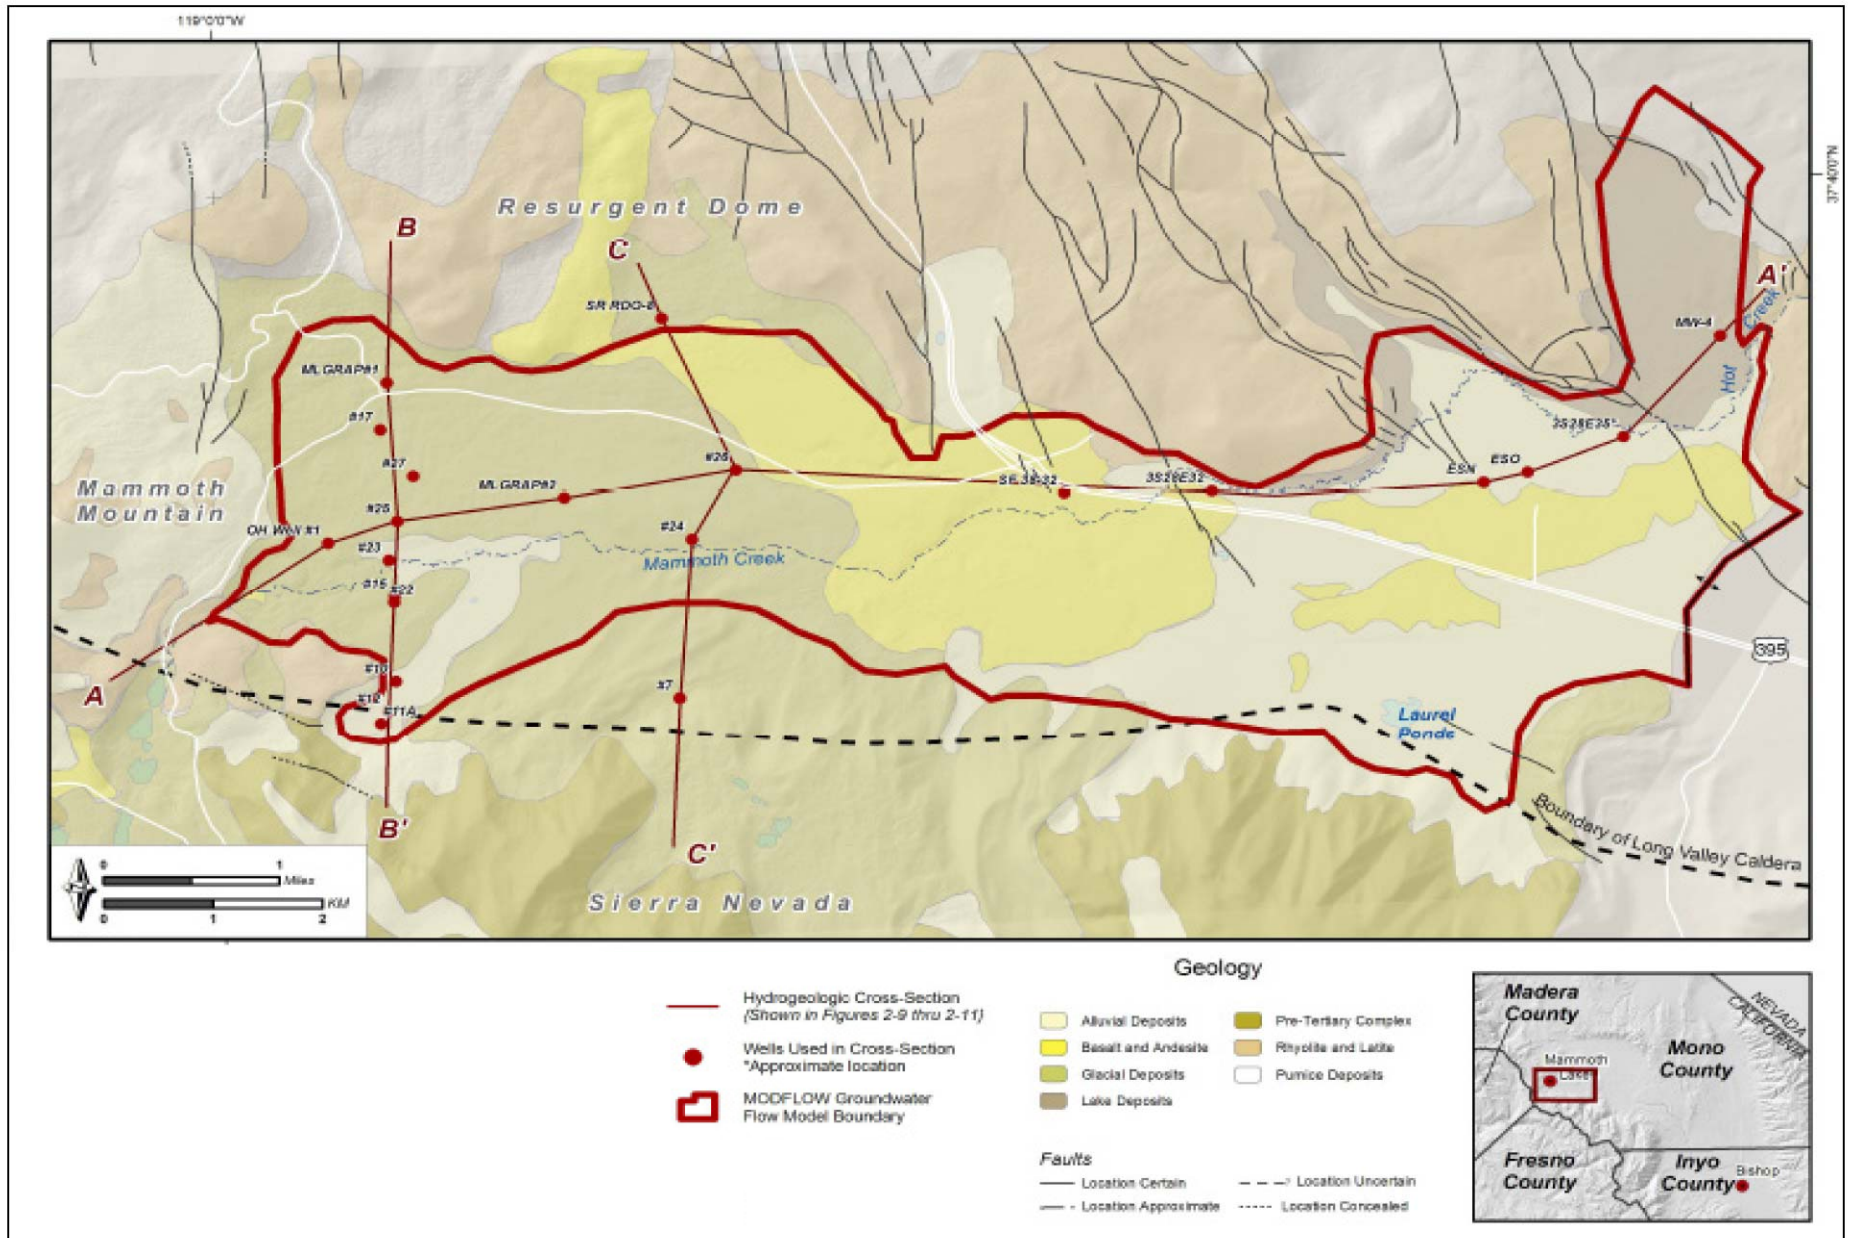 119°0'0"W
37°40'0"N
Resurgent Dome
B
C
SR RDO-8
A'
MW-4
Hot Creek
MLGRAP#1
#17
#27
MLGRAP#2
#26
SE 36-32
3S28E32
ESN
ESO
3S28E35*
Mammoth
Mountain
#25
OH Well #1
#23
#24
Mammoth Creek
#15
#22
395
#10
#7
A
#12
#11A
Laurel
Ponds
B'
C'
Boundary of Long Valley Caldera
Sierra Nevada
0 1
Miles
KM
0 1 2
Hydrogeologic Cross-Section
(Shown in Figures 2-9 thru 2-11)
Wells Used in Cross-Section
*Approximate location
MODFLOW Groundwater
Flow Model Boundary
Geology
Alluvial Deposits
Basalt and Andesite
Glacial Deposits
Lake Deposits
Pre-Tertiary Complex
Rhyolite and Latite
Pumice Deposits
Faults
Location Certain
Location Approximate
Location Uncertain
Location Concealed
Madera
County
NEVADA
CALIFORNIA
Mono
County
Mammoth
Lakes
Fresno
County
Inyo
County
Bishop